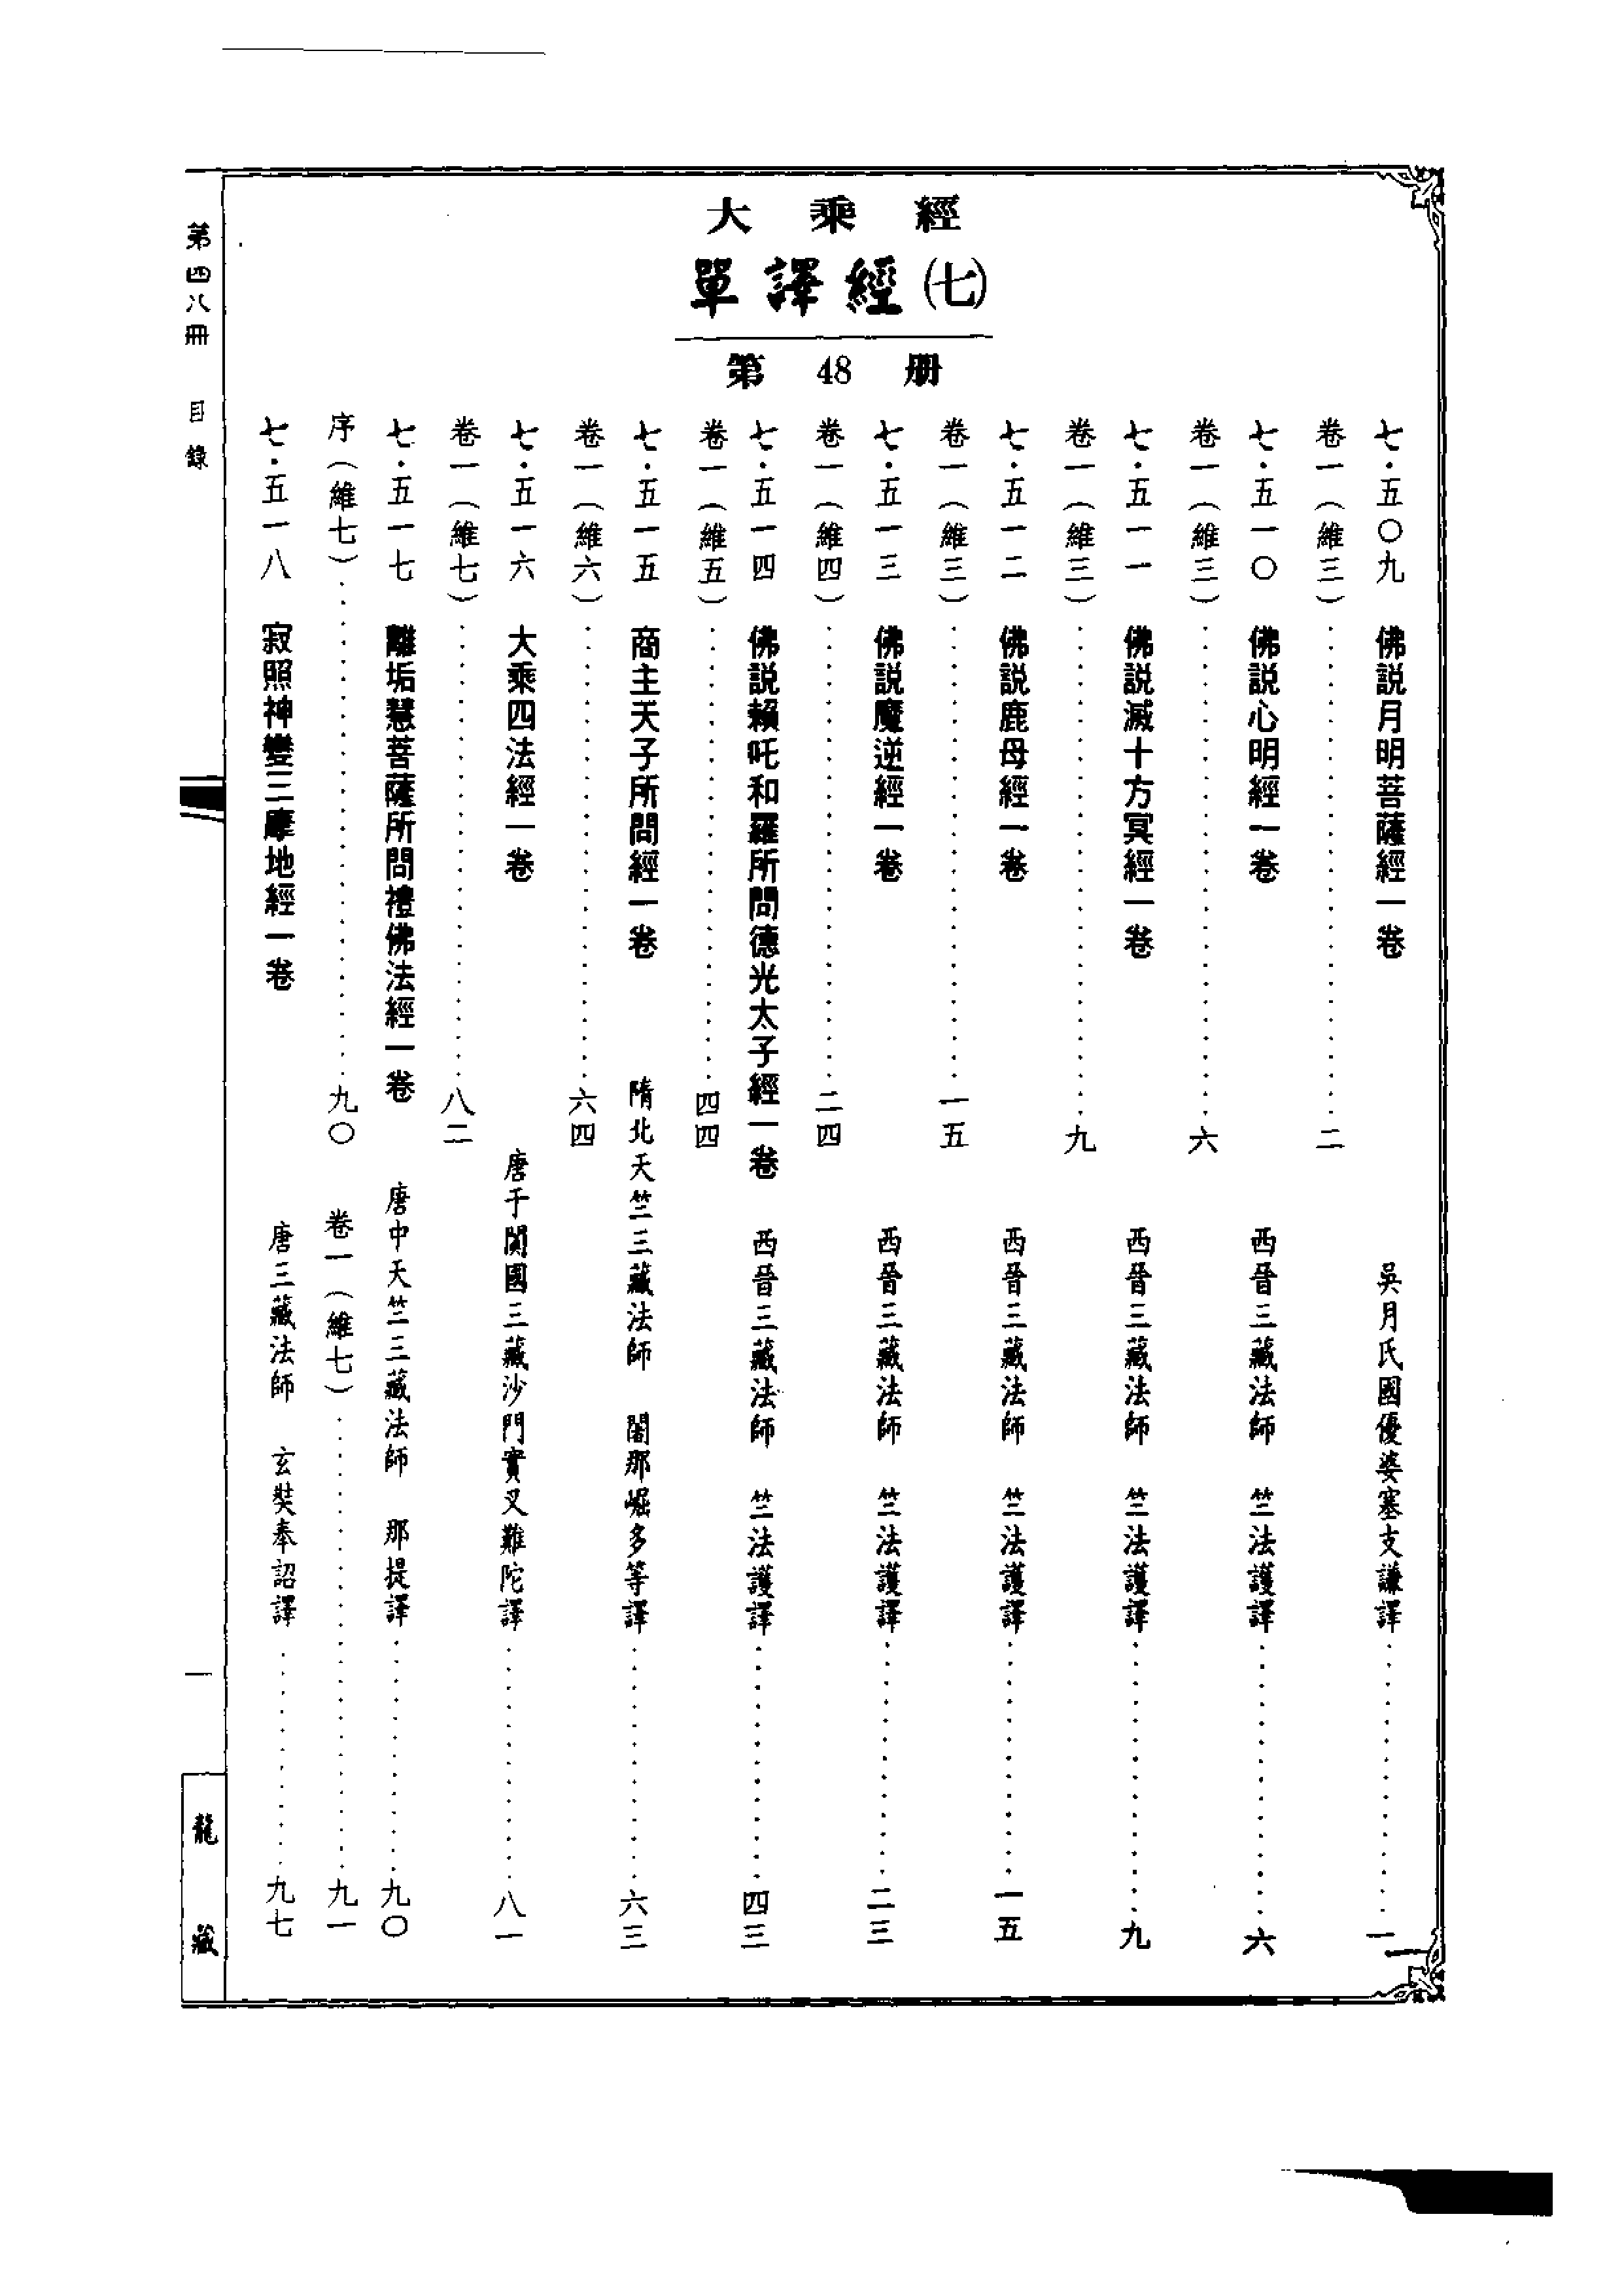 大乘經
單譯經(七)
第48册
七·五〇九　佛説月明菩薩經一卷　吳月氏國優婆塞支謙譯……一
卷一（維三）……二
七·五一〇　佛説心明經一卷　西晉三藏法師　竺法護譯……六
卷一（維三）……六
七·五一一　佛説滅十方冥經一卷　西晉三藏法師　竺法護譯……九
卷一（維三）……九
七·五一二　佛説鹿母經一卷　西晉三藏法師　竺法護譯……一五
卷一（維三）……一五
七·五一三　佛説魔逆經一卷　西晉三藏法師　竺法護譯……二三
卷一（維四）……二四
七·五一四　佛説賴吒和羅所問德光太子經一卷　西晉三藏法師　竺法護譯……四三
卷一（維五）……四四
七·五一五　商主天子所問經一卷　隋北天竺三藏法師　闍那崛多等譯……六三
卷一（維六）……六四
七·五一六　大乘四法經一卷　唐于闐國三藏沙門實叉難陀譯……八一
卷一（維七）……八二
七·五一七　離垢慧菩薩所問禮佛法經一卷　唐中天竺三藏法師　那提譯……九〇
序（維七）……九〇　卷一（維七）……九一
七·五一八　寂照神變三摩地經一卷　唐三藏法師　玄奘奉詔譯……九七
第四八冊　目錄　一
龍藏